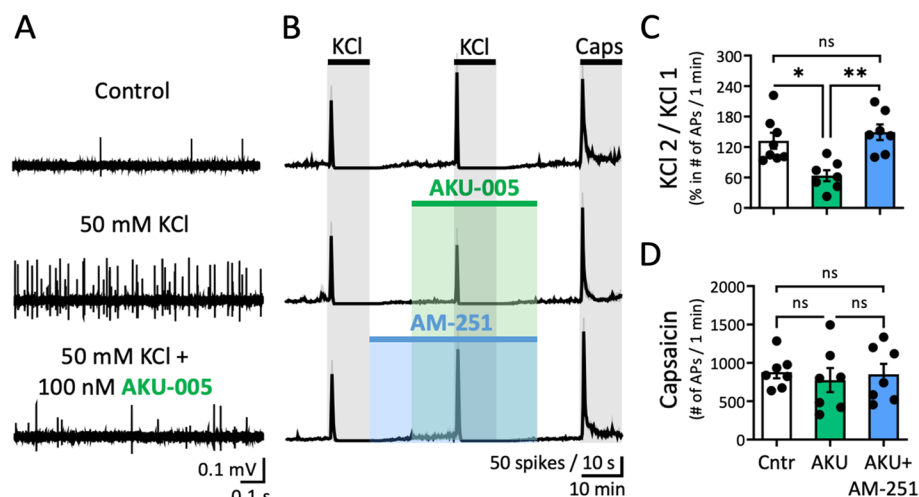 A
Control
50 mM KCl
50 mM KCl +
100 nM AKU-005
0.1 mV
0.1 s
B
KCl
KCl
Caps
AKU-005
AM-251
50 spikes / 10 s
10 min
C
KCl 2 / KCl 1
(% in # of APs / 1 min)
300
240
180
120
60
0
ns
*
**
D
Capsaicin
(# of APs / 1 min)
2000
1500
1000
500
0
ns
ns
ns
Cntr
AKU
AKU+
AM-251